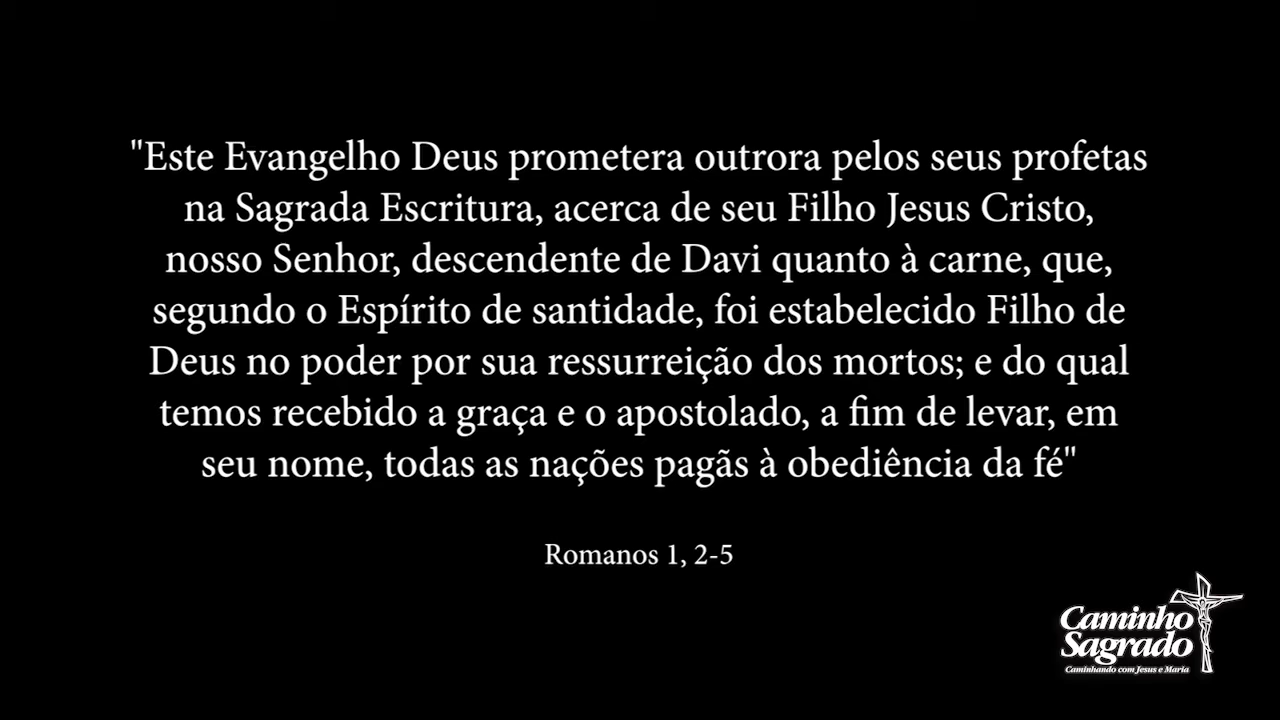 "Este Evangelho Deus prometera outrora pelos seus profetas
na Sagrada Escritura, acerca de seu Filho Jesus Cristo,
nosso Senhor, descendente de Davi quanto à carne, que,
segundo o Espírito de santidade, foi estabelecido Filho de
Deus no poder por sua ressurreição dos mortos; e do qual
temos recebido a graça e o apostolado, a fim de levar, em
seu nome, todas as nações pagãs à obediência da fé"
Romanos 1, 2-5
Caminho
Sagrado
Caminhando com Jesus e Maria